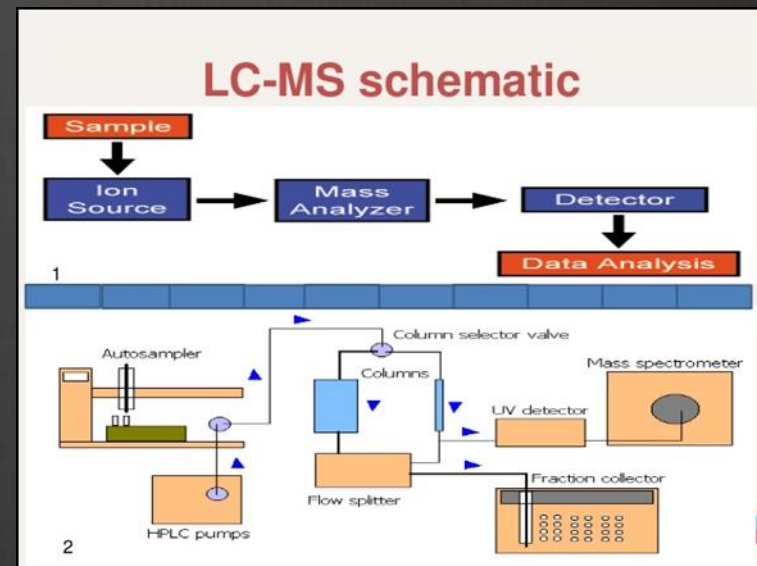 LC-MS schematic
Sample
Ion
Source
Mass
Analyzer
Detector
Data Analysis
1
Column selector valve
Autosampler
Columns
Mass spectrometer
UV detector
Flow splitter
Fraction collector
HPLC pumps
2